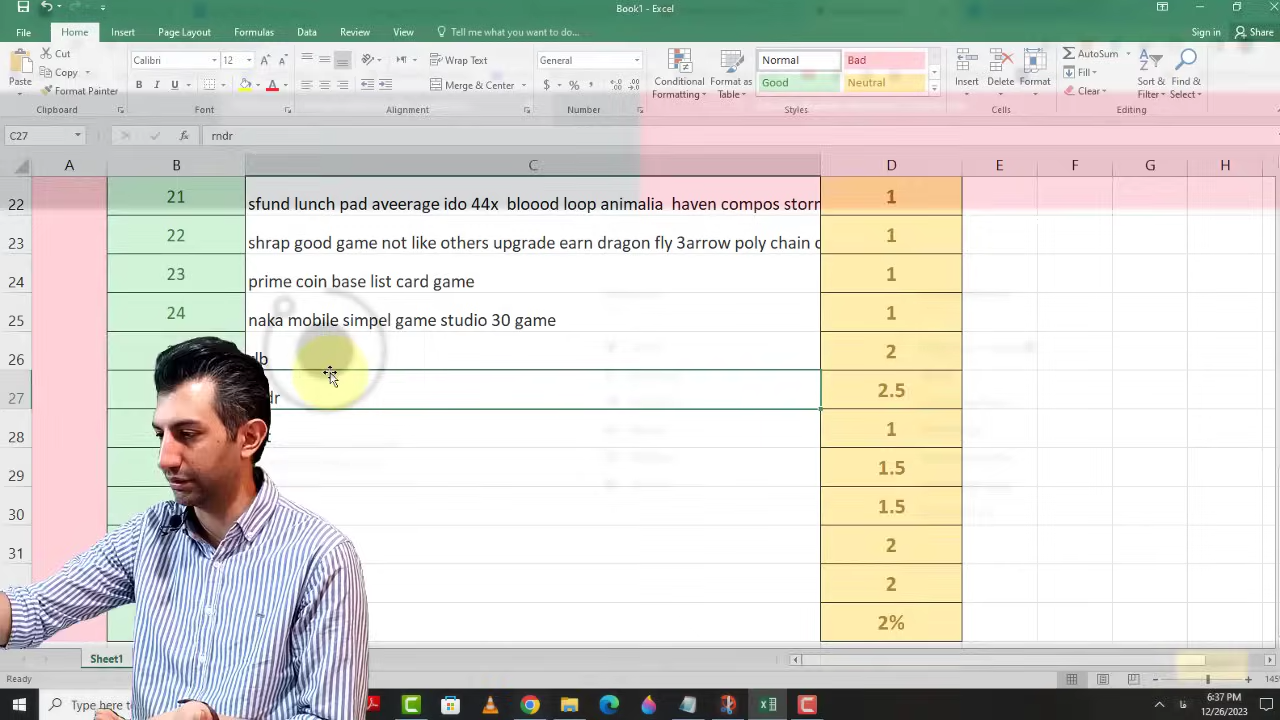 Book1 - Excel
File Home Insert Page Layout Formulas Data Review View Tell me what you want to do... Sign in Share
Cut
Copy
Format Painter
Paste
Calibri 12
B I U
Wrap Text
Merge & Center
General
$ % ,
Conditional Formatting
Format as Table
Normal Bad
Good Neutral
Insert Delete Format
AutoSum
Fill
Clear
Sort & Filter
Find & Select
Clipboard Font Alignment Number Styles Cells Editing
C27 fx rndr
A B C D E F G H
22 21 sfund lunch pad aveerage ido 44x bloood loop animalia haven compos storn 1
23 22 shrap good game not like others upgrade earn dragon fly 3arrow poly chain 1
24 23 prime coin base list card game 1
25 24 naka mobile simpel game studio 30 game 1
26 2
27 2.5
28 1
29 1.5
30 1.5
31 2
2
2%
Sheet1
Ready
Type here
6:37 PM
12/26/2023